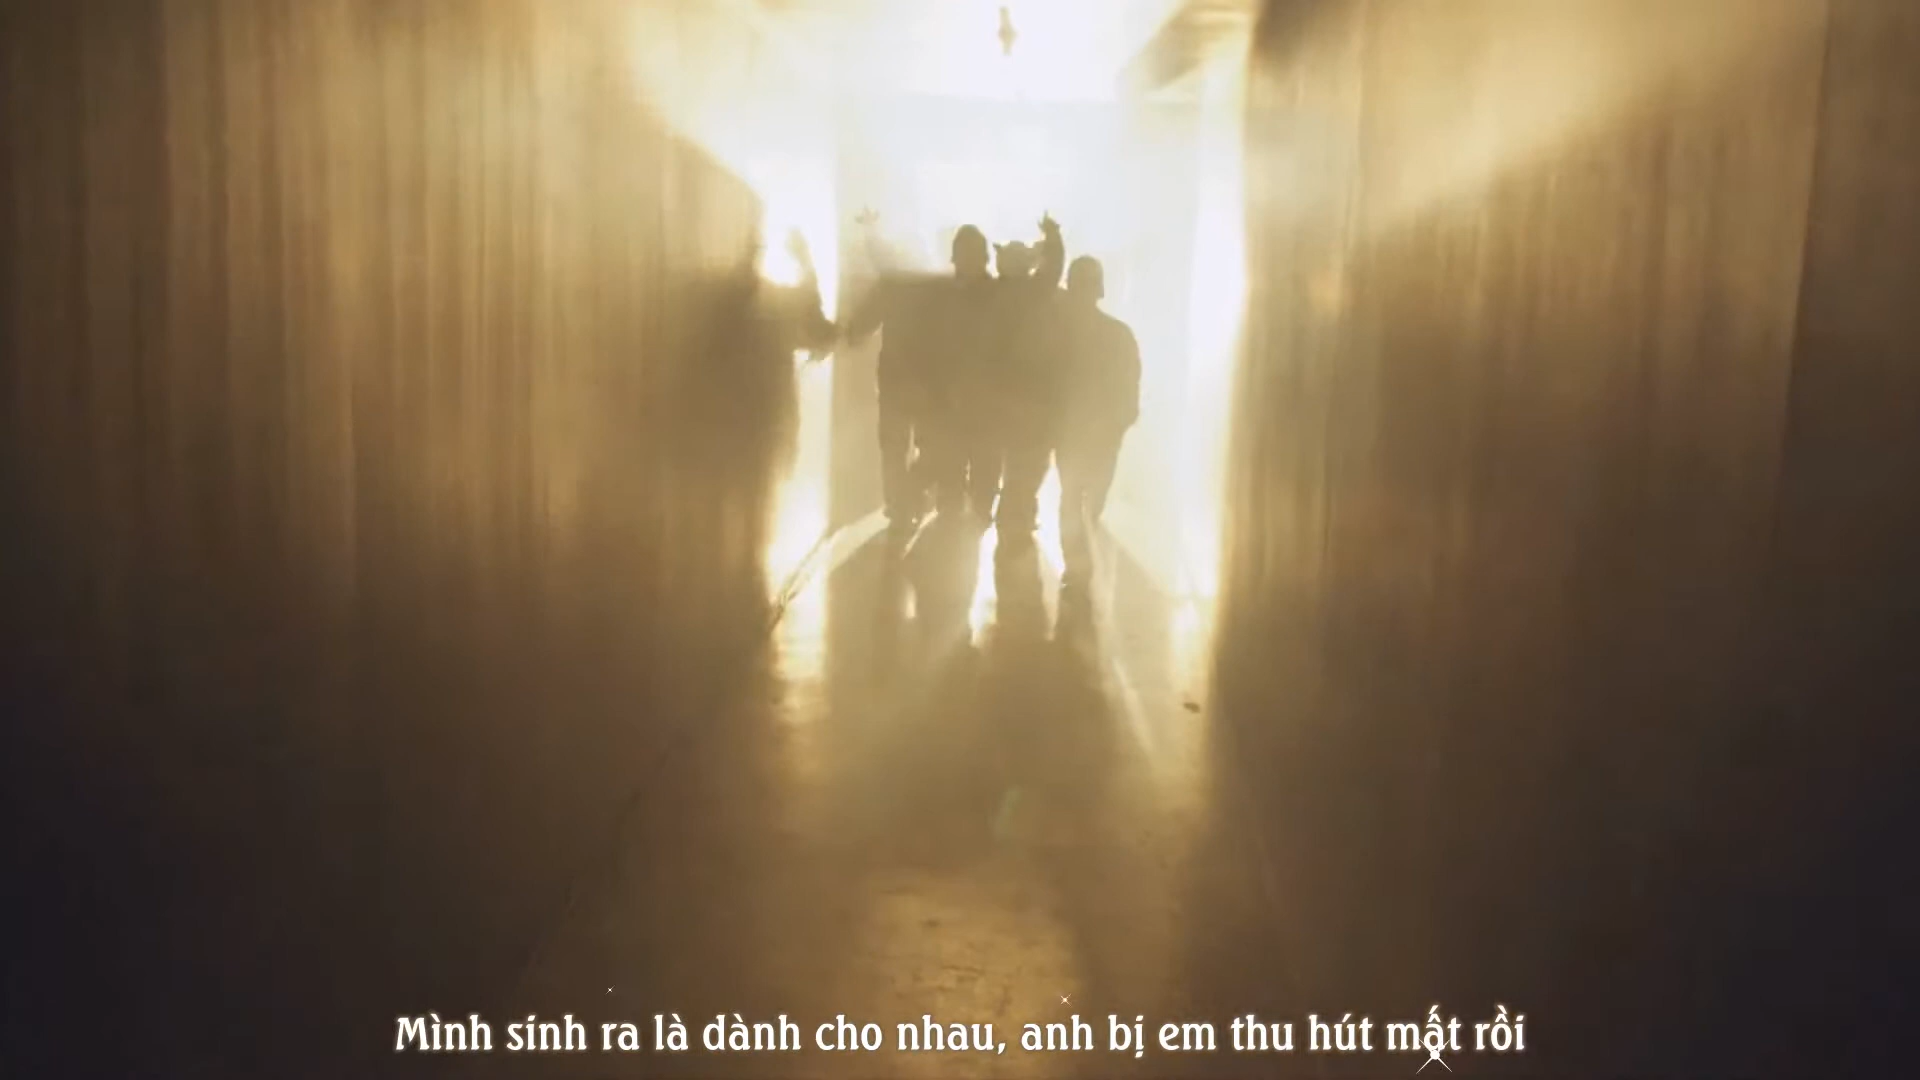 Mình sinh ra là dành cho nhau, anh bị em thu hút mất rồi